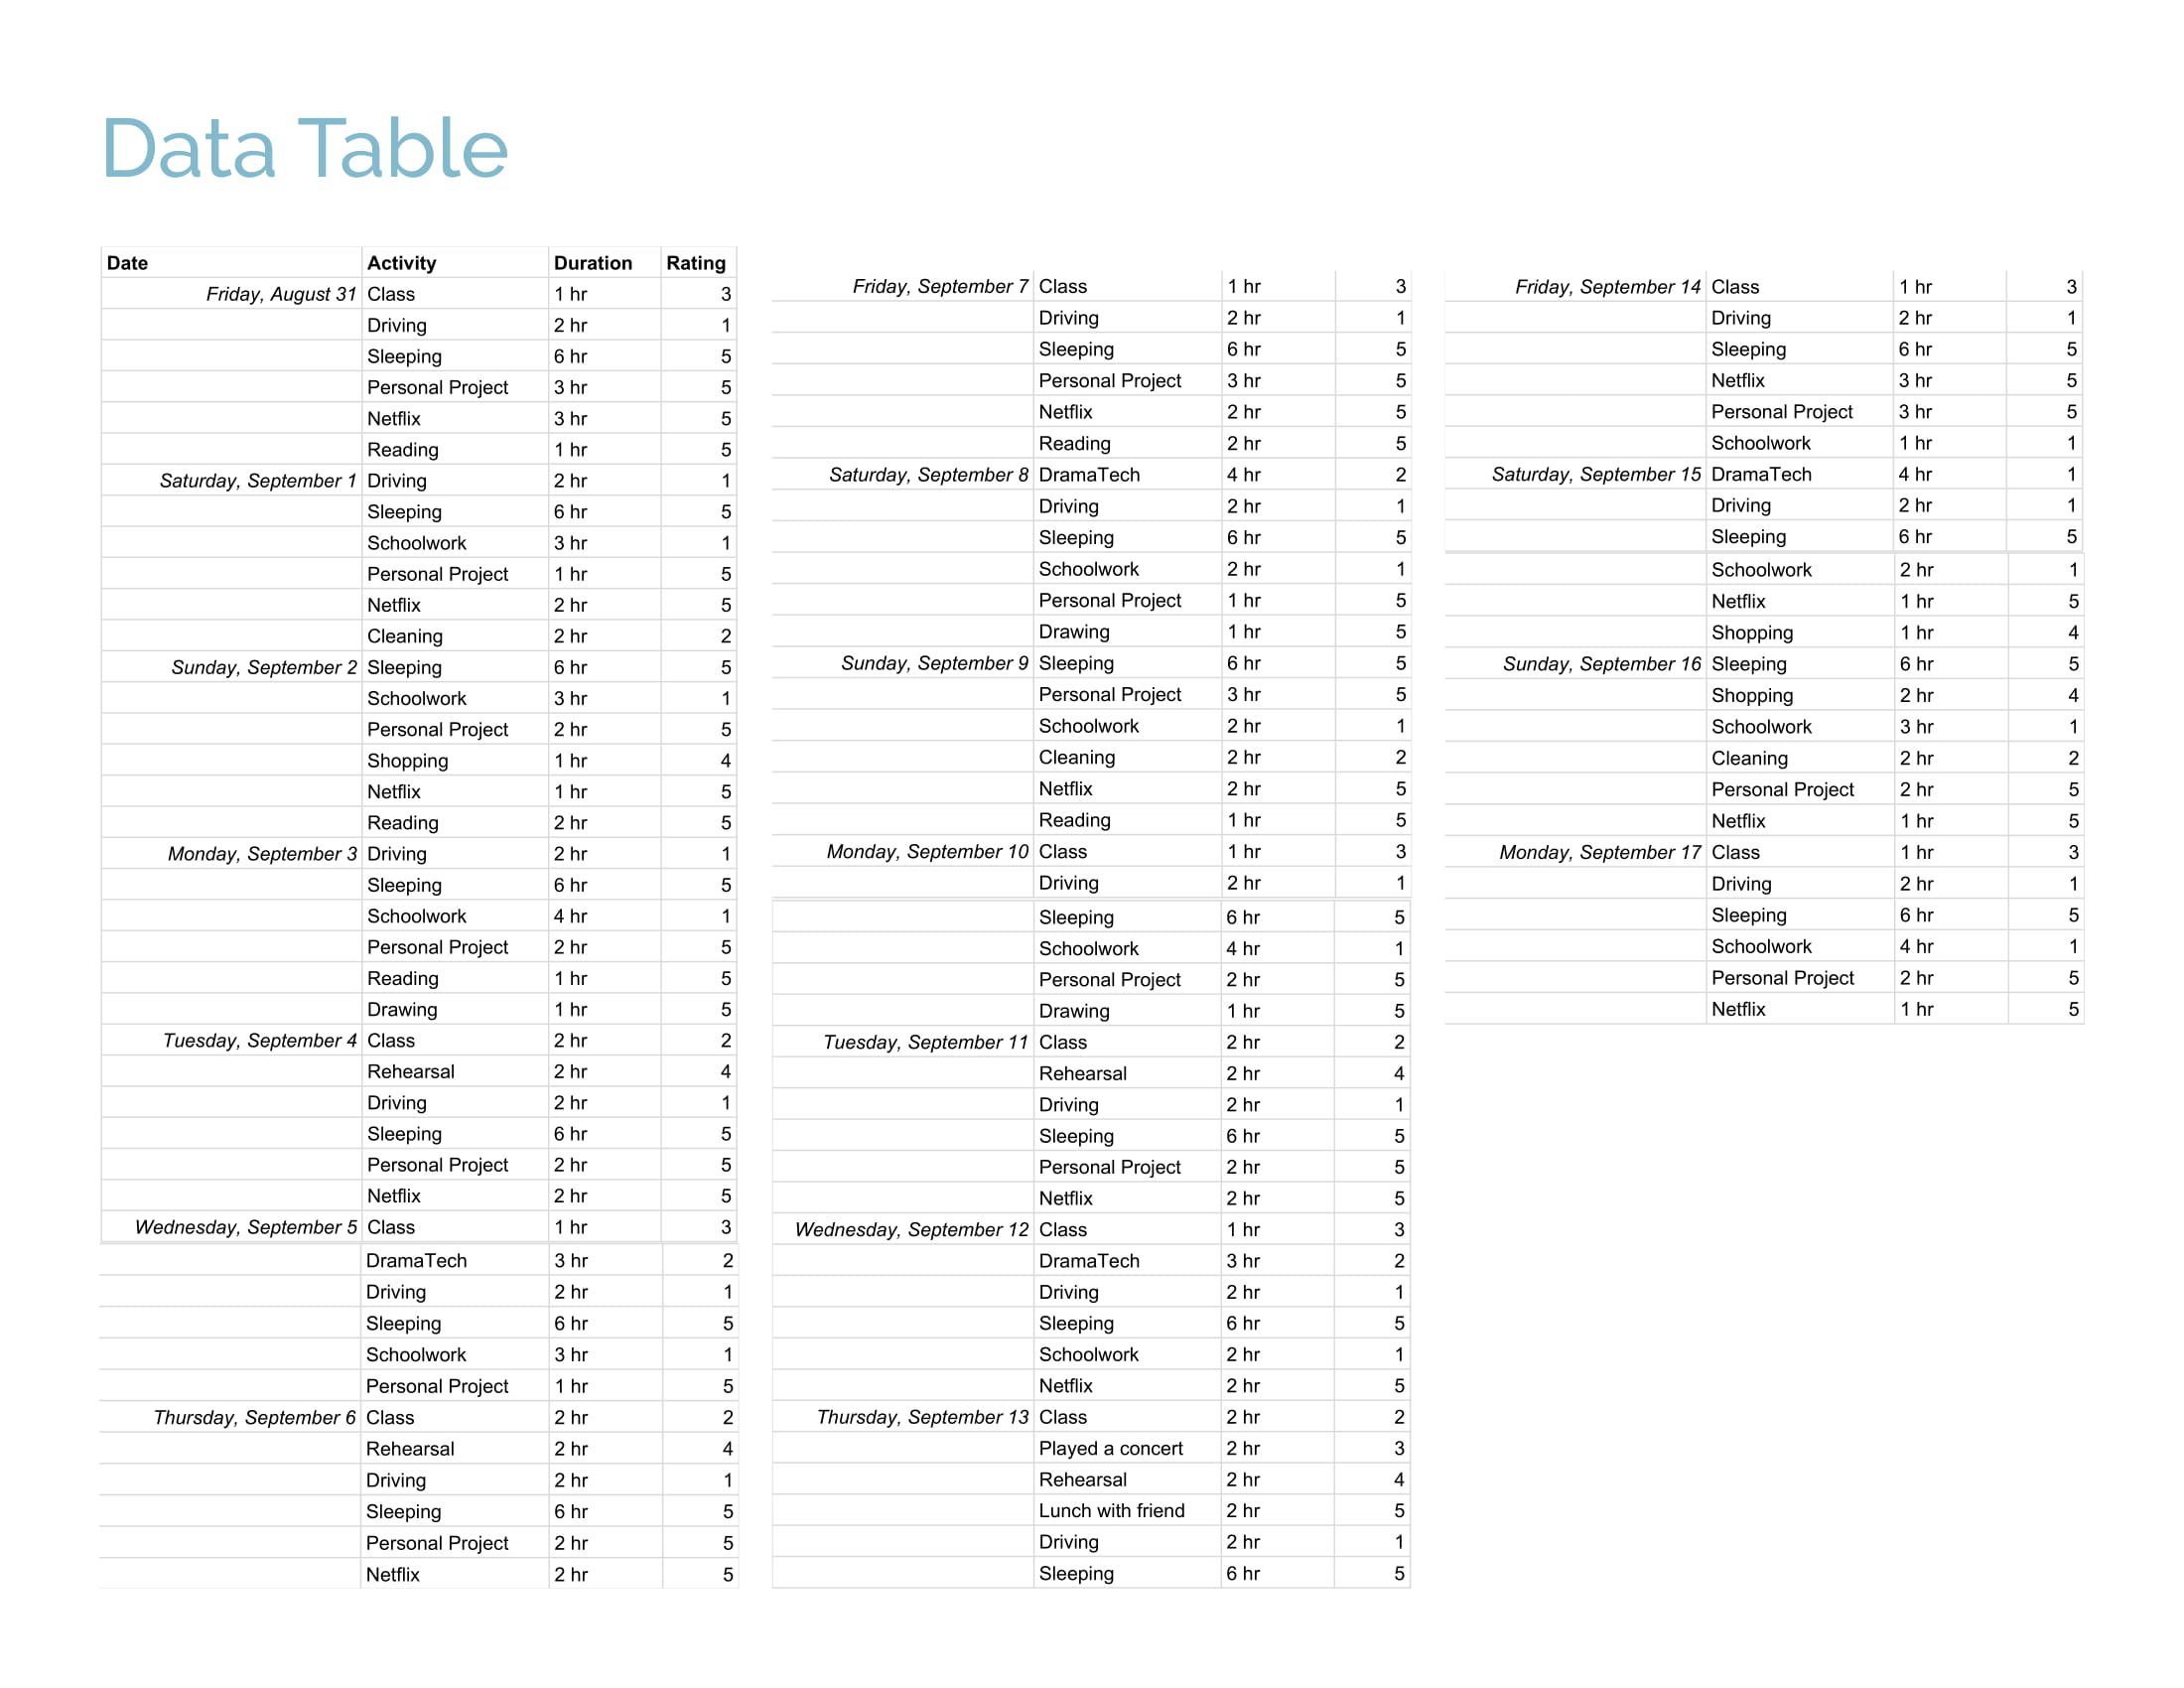 Data Table
Date Activity Duration Rating
Friday, August 31 Class 1 hr 3
Driving 2 hr 1
Sleeping 6 hr 5
Personal Project 3 hr 5
Netflix 3 hr 5
Reading 1 hr 5
Saturday, September 1 Driving 2 hr 1
Sleeping 6 hr 5
Schoolwork 3 hr 1
Personal Project 1 hr 5
Netflix 2 hr 5
Cleaning 2 hr 2
Sunday, September 2 Sleeping 6 hr 5
Schoolwork 3 hr 1
Personal Project 2 hr 5
Shopping 1 hr 4
Netflix 1 hr 5
Reading 2 hr 5
Monday, September 3 Driving 2 hr 1
Sleeping 6 hr 5
Schoolwork 4 hr 1
Personal Project 2 hr 5
Reading 1 hr 5
Drawing 1 hr 5
Tuesday, September 4 Class 2 hr 2
Rehearsal 2 hr 4
Driving 2 hr 1
Sleeping 6 hr 5
Personal Project 2 hr 5
Netflix 2 hr 5
Wednesday, September 5 Class 1 hr 3
DramaTech 3 hr 2
Driving 2 hr 1
Sleeping 6 hr 5
Schoolwork 3 hr 1
Personal Project 1 hr 5
Thursday, September 6 Class 2 hr 2
Rehearsal 2 hr 4
Driving 2 hr 1
Sleeping 6 hr 5
Personal Project 2 hr 5
Netflix 2 hr 5
Friday, September 7 Class 1 hr 3
Driving 2 hr 1
Sleeping 6 hr 5
Personal Project 3 hr 5
Netflix 2 hr 5
Reading 2 hr 5
Saturday, September 8 DramaTech 4 hr 2
Driving 2 hr 1
Sleeping 6 hr 5
Schoolwork 2 hr 1
Personal Project 1 hr 5
Drawing 1 hr 5
Sunday, September 9 Sleeping 6 hr 5
Personal Project 3 hr 5
Schoolwork 2 hr 1
Cleaning 2 hr 2
Netflix 2 hr 5
Reading 1 hr 5
Monday, September 10 Class 1 hr 3
Driving 2 hr 1
Sleeping 6 hr 5
Schoolwork 4 hr 1
Personal Project 2 hr 5
Drawing 1 hr 5
Tuesday, September 11 Class 2 hr 2
Rehearsal 2 hr 4
Driving 2 hr 1
Sleeping 6 hr 5
Personal Project 2 hr 5
Netflix 2 hr 5
Wednesday, September 12 Class 1 hr 3
DramaTech 3 hr 2
Driving 2 hr 1
Sleeping 6 hr 5
Schoolwork 2 hr 1
Netflix 2 hr 5
Thursday, September 13 Class 2 hr 2
Played a concert 2 hr 3
Rehearsal 2 hr 4
Lunch with friend 2 hr 5
Driving 2 hr 1
Sleeping 6 hr 5
Friday, September 14 Class 1 hr 3
Driving 2 hr 1
Sleeping 6 hr 5
Netflix 3 hr 5
Personal Project 3 hr 5
Schoolwork 1 hr 1
Saturday, September 15 DramaTech 4 hr 1
Driving 2 hr 1
Sleeping 6 hr 5
Schoolwork 2 hr 1
Netflix 1 hr 5
Shopping 1 hr 4
Sunday, September 16 Sleeping 6 hr 5
Shopping 2 hr 4
Schoolwork 3 hr 1
Cleaning 2 hr 2
Personal Project 2 hr 5
Netflix 1 hr 5
Monday, September 17 Class 1 hr 3
Driving 2 hr 1
Sleeping 6 hr 5
Schoolwork 4 hr 1
Personal Project 2 hr 5
Netflix 1 hr 5